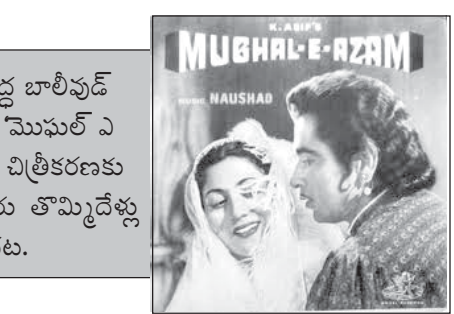 ద్ధ బాలీవుడ్
మొఘల్ ఎ
చిత్రీకరణకు
రు తొమ్మిదేళ్లు
ట.
K. ASIF'S
MUGHAL-E-AZAM
MUSIC NAUSHAD